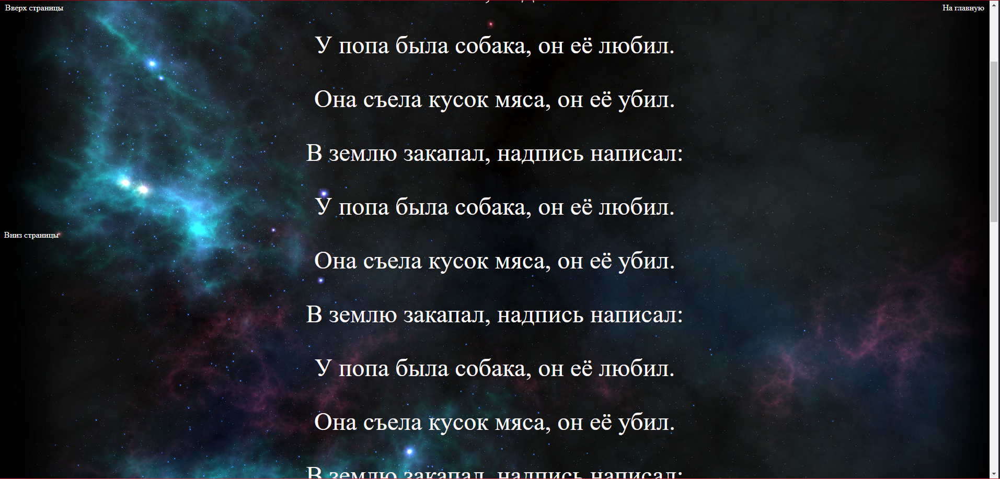 Вверх страницы
На главную
У попа была собака, он её любил.
Она съела кусок мяса, он её убил.
В землю закапал, надпись написал:
У попа была собака, он её любил.
Вниз страницы
Она съела кусок мяса, он её убил.
В землю закапал, надпись написал:
У попа была собака, он её любил.
Она съела кусок мяса, он её убил.
В землю закапал, надпись написал: